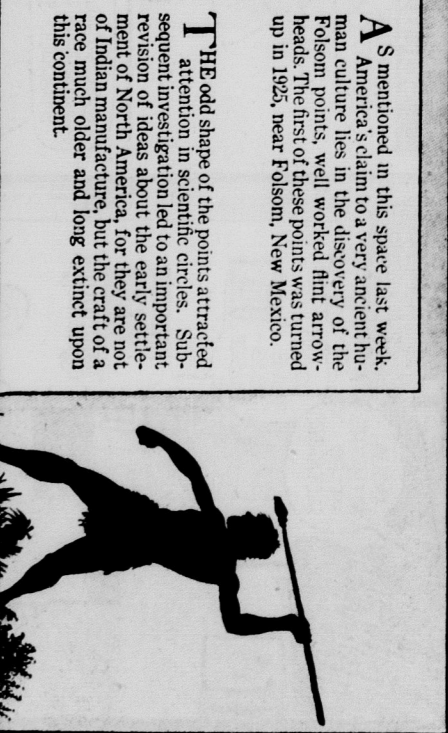 AS mentioned in this space last week,
America's claim to a very ancient hu-
man culture lies in the discovery of the
Folsom points, well worked flint arrow-
heads. The first of these points was turned
up in 1925, near Folsom, New Mexico.
THE odd shape of the points attracted
attention in scientific circles. Sub-
sequent investigation led to an important
revision of ideas about the early settle-
ment of North America, for they are not
of Indian manufacture, but the craft of a
race much older and long extinct upon
this continent.